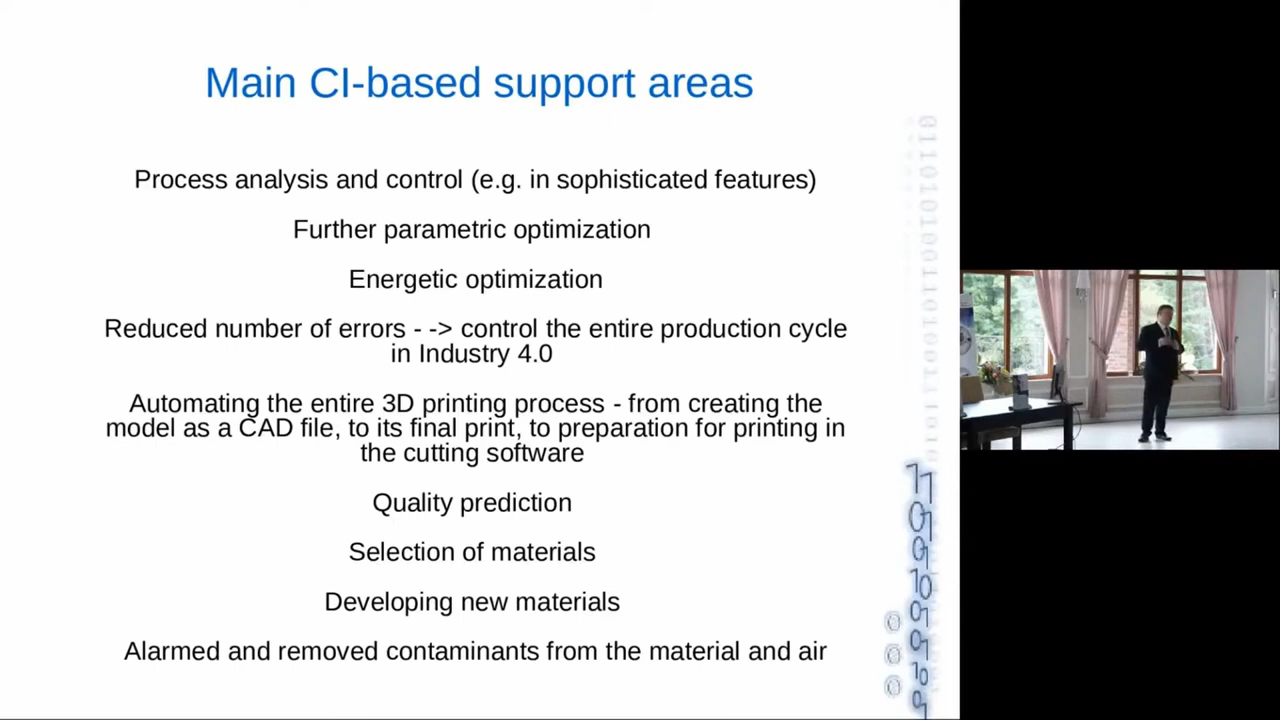 Main CI-based support areas
Process analysis and control (e.g. in sophisticated features)
Further parametric optimization
Energetic optimization
Reduced number of errors - -> control the entire production cycle
in Industry 4.0
Automating the entire 3D printing process - from creating the
model as a CAD file, to its final print, to preparation for printing in
the cutting software
Quality prediction
Selection of materials
Developing new materials
Alarmed and removed contaminants from the material and air